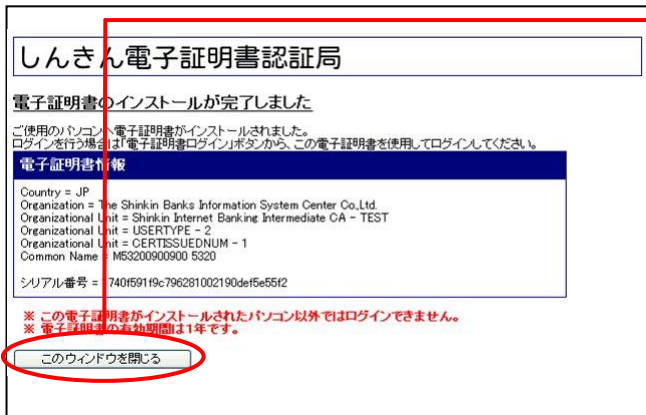 しんきん電子証明書認証局
電子証明書のインストールが完了しました
ご使用のパソコンへ電子証明書がインストールされました。
ログインを行う場合は「電子証明書ログイン」ボタンから、この電子証明書を使用してログインしてください。
電子証明書情報
Country = JP
Organization = The Shinkin Banks Information System Center Co.,Ltd.
Organizational Unit = Shinkin Internet Banking Intermediate CA - TEST
Organizational Unit = USERTYPE - 2
Organizational Unit = CERTISSUEDNUM - 1
Common Name = M53200900900 5320
シリアル番号 = 740f591f9c796281002190def5e55f2
※ この電子証明書がインストールされたパソコン以外ではログインできません。
※ 電子証明書の有効期間は1年です。
このウィンドウを閉じる